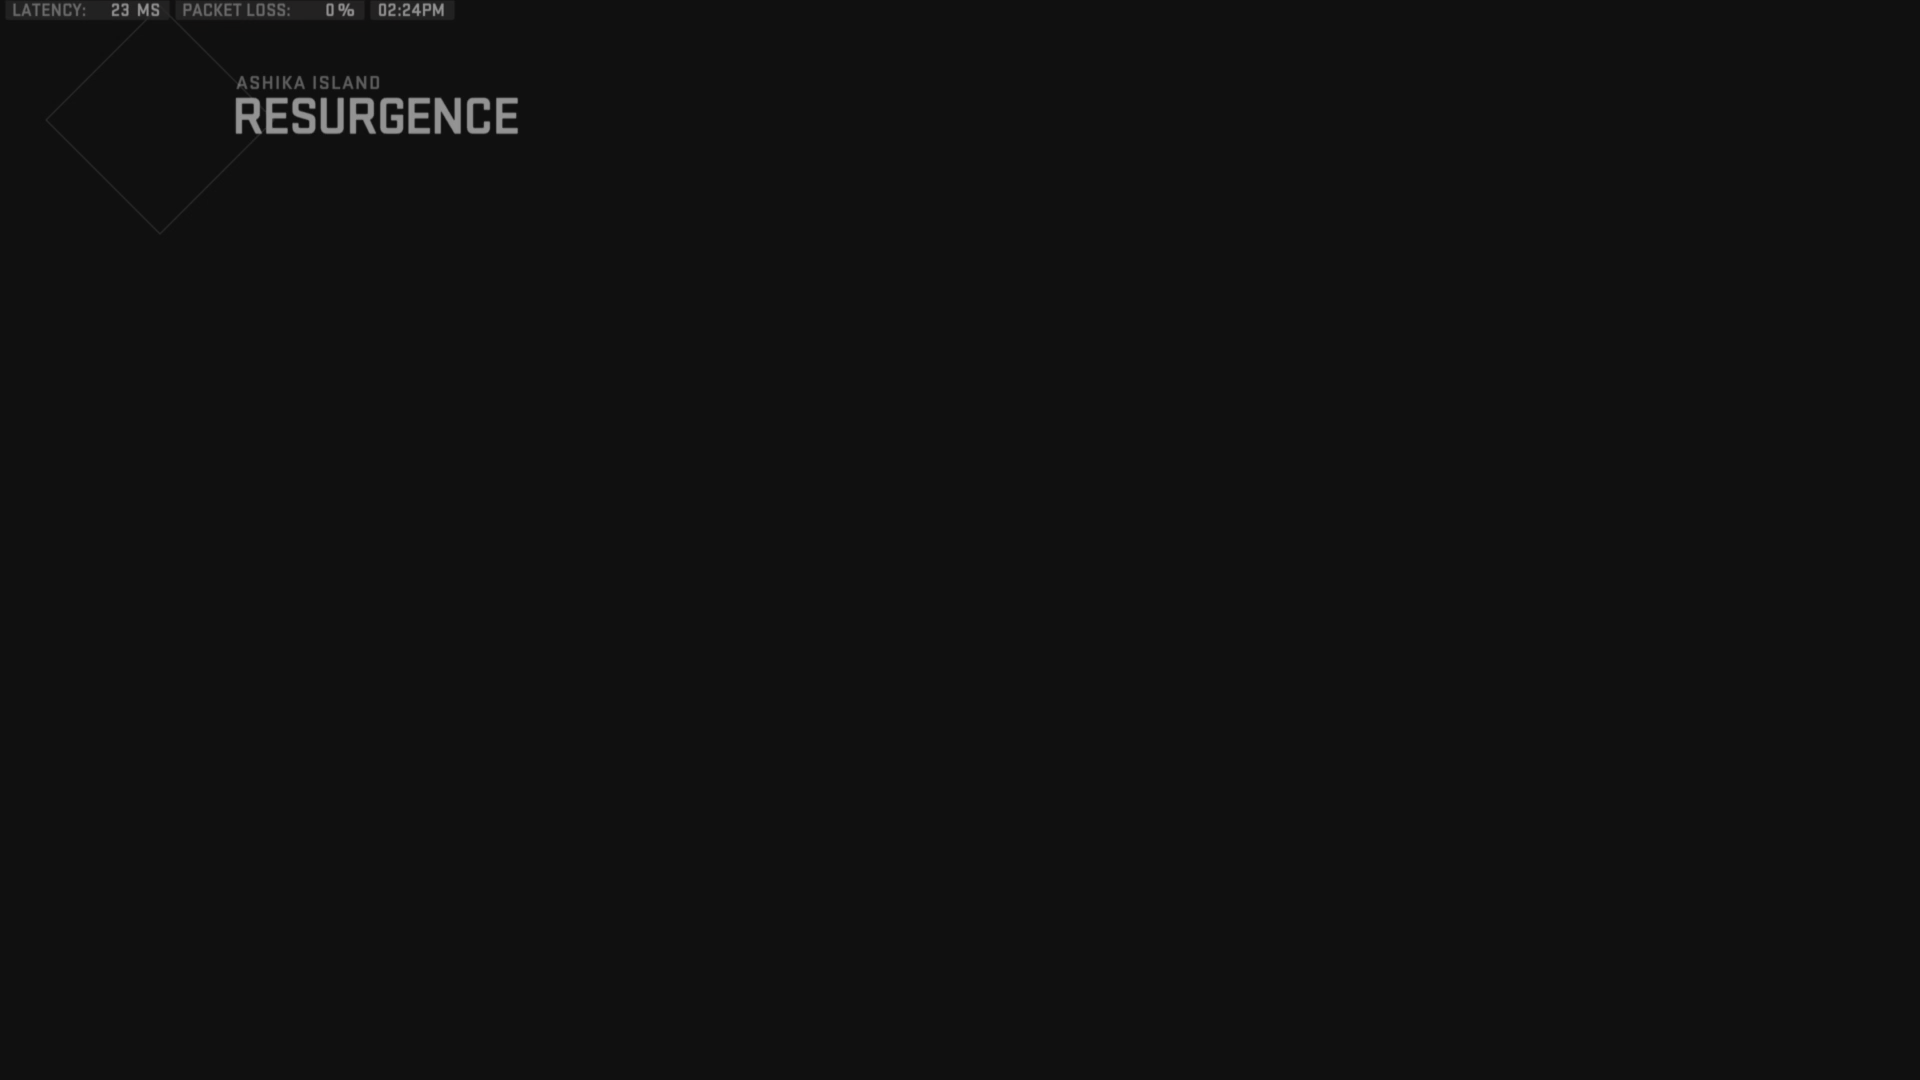 LATENCY: 23 MS PACKET LOSS: 0 % 02:24PM
ASHIKA ISLAND
RESURGENCE